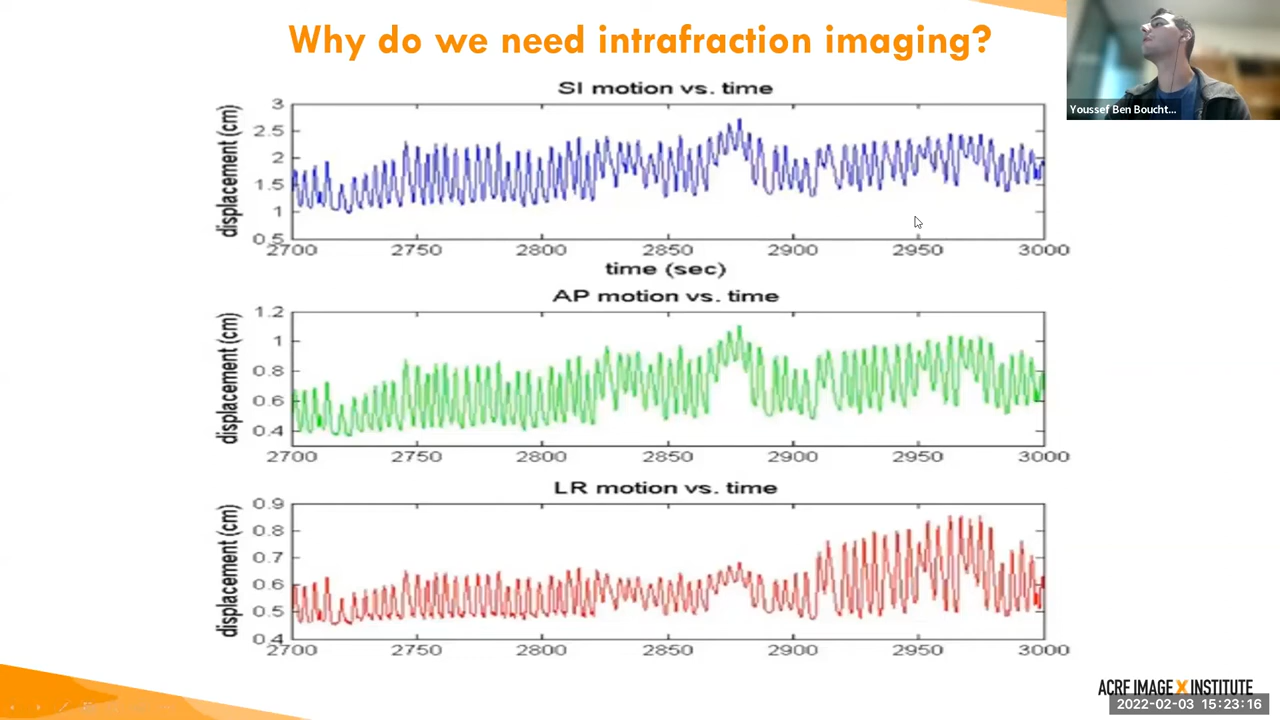 Why do we need intrafraction imaging?
Youssef Ben Boucht...
SI motion vs. time
displacement (cm)
3
2.5
2
1.5
1
0.5
2700 2750 2800 2850 2900 2950 3000
time (sec)
AP motion vs. time
displacement (cm)
1.2
1
0.8
0.6
0.4
2700 2750 2800 2850 2900 2950 3000
LR motion vs. time
displacement (cm)
0.9
0.8
0.7
0.6
0.5
0.4
2700 2750 2800 2850 2900 2950 3000
ACRF IMAGE X INSTITUTE
2022-02-03 15:23:16